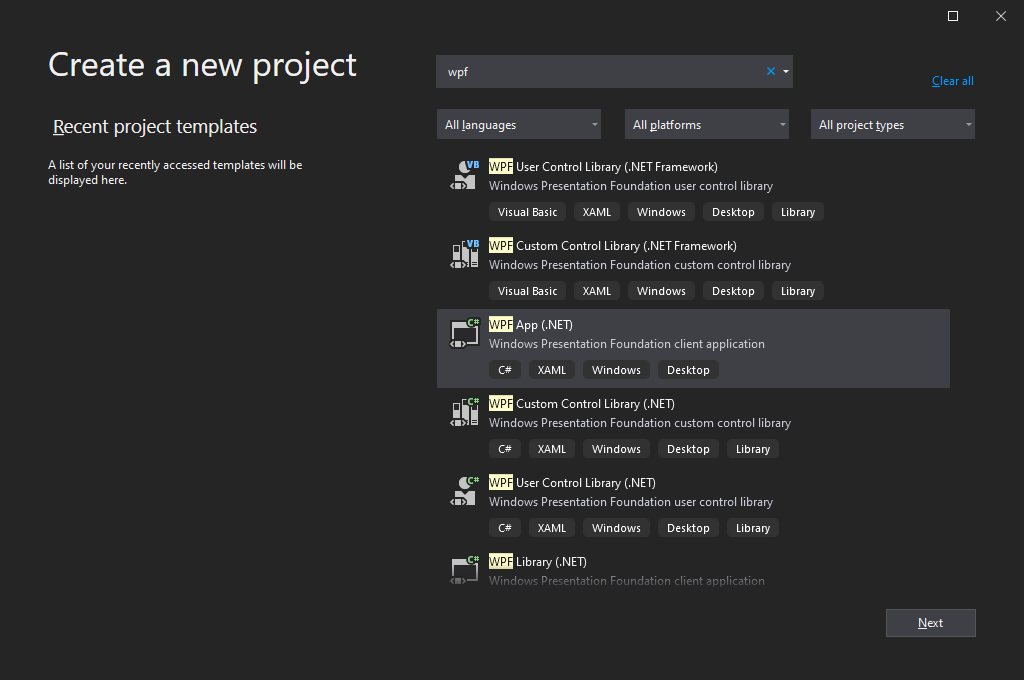 Create a new project
Recent project templates
A list of your recently accessed templates will be
displayed here.
wpf
Clear all
All languages
All platforms
All project types
VB
WPF User Control Library (.NET Framework)
Windows Presentation Foundation user control library
Visual Basic XAML Windows Desktop Library
VB
WPF Custom Control Library (.NET Framework)
Windows Presentation Foundation custom control library
Visual Basic XAML Windows Desktop Library
C#
WPF App (.NET)
Windows Presentation Foundation client application
C# XAML Windows Desktop
C#
WPF Custom Control Library (.NET)
Windows Presentation Foundation custom control library
C# XAML Windows Desktop Library
C#
WPF User Control Library (.NET)
Windows Presentation Foundation user control library
C# XAML Windows Desktop Library
C#
WPF Library (.NET)
Windows Presentation Foundation client application
Next